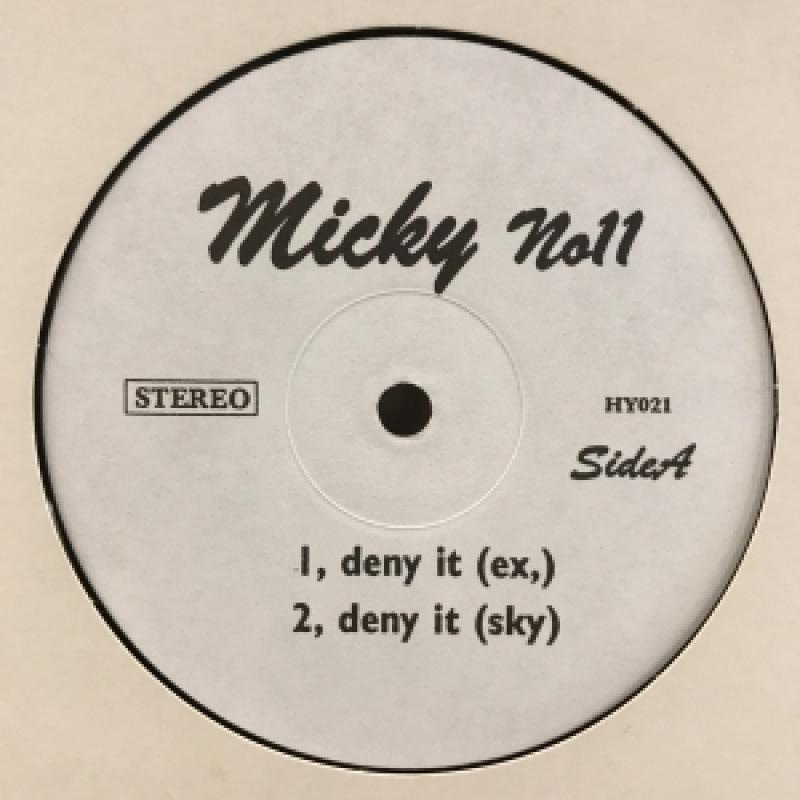 Micky No11
STEREO
HY021
SideA
1, deny it (ex,)
2, deny it (sky)